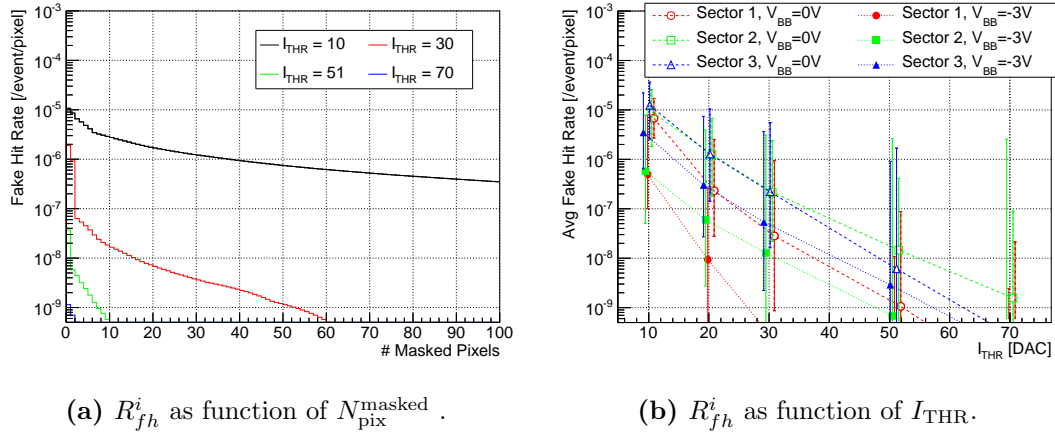 10⁻³
10⁻⁴
10⁻⁵
10⁻⁶
10⁻⁷
10⁻⁸
10⁻⁹
Fake Hit Rate [/event/pixel]
I_THR = 10
I_THR = 30
I_THR = 51
I_THR = 70
0 10 20 30 40 50 60 70 80 90 100
# Masked Pixels
(a) R^i_fh as function of N^masked_pix .
10⁻³
10⁻⁴
10⁻⁵
10⁻⁶
10⁻⁷
10⁻⁸
10⁻⁹
Avg Fake Hit Rate [/event/pixel]
Sector 1, V_BB=0V
Sector 1, V_BB=-3V
Sector 2, V_BB=0V
Sector 2, V_BB=-3V
Sector 3, V_BB=0V
Sector 3, V_BB=-3V
10 20 30 40 50 60 70
I_THR [DAC]
(b) R^i_fh as function of I_THR.